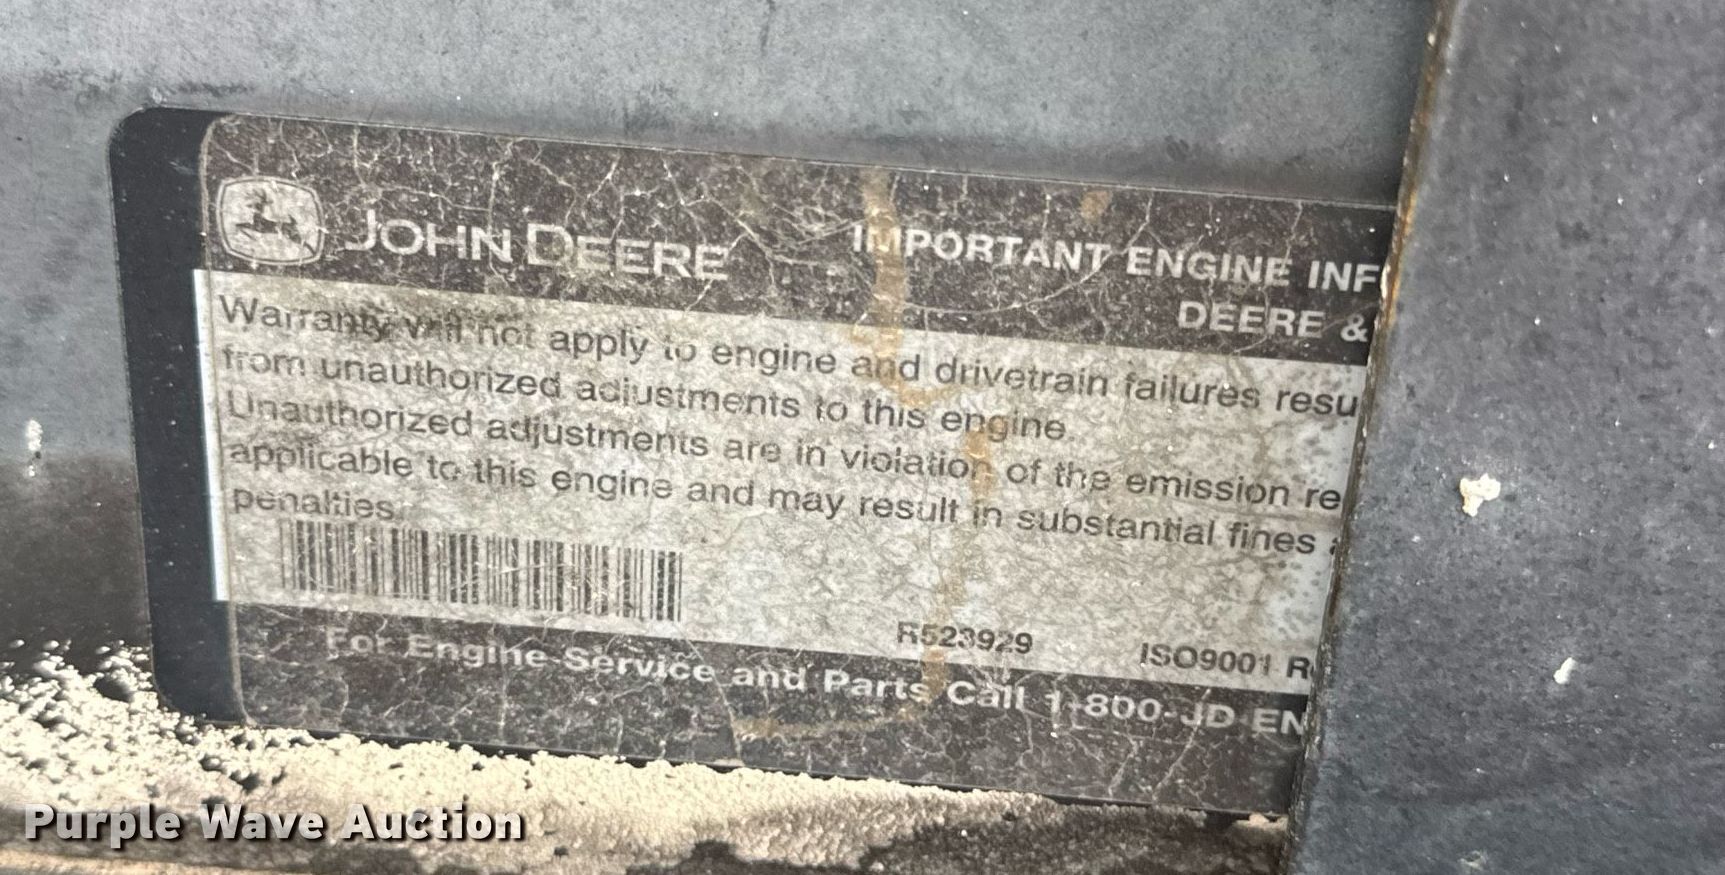 JOHN DEERE
IMPORTANT ENGINE INF
DEERE &
Warranty will not apply to engine and drivetrain failures resu
from unauthorized adjustments to this engine.
Unauthorized adjustments are in violation of the emission re
applicable to this engine and may result in substantial fines
penalties.
R523929 ISO9001 R
For Engine Service and Parts Call 1-800-JD-EN
Purple Wave Auction